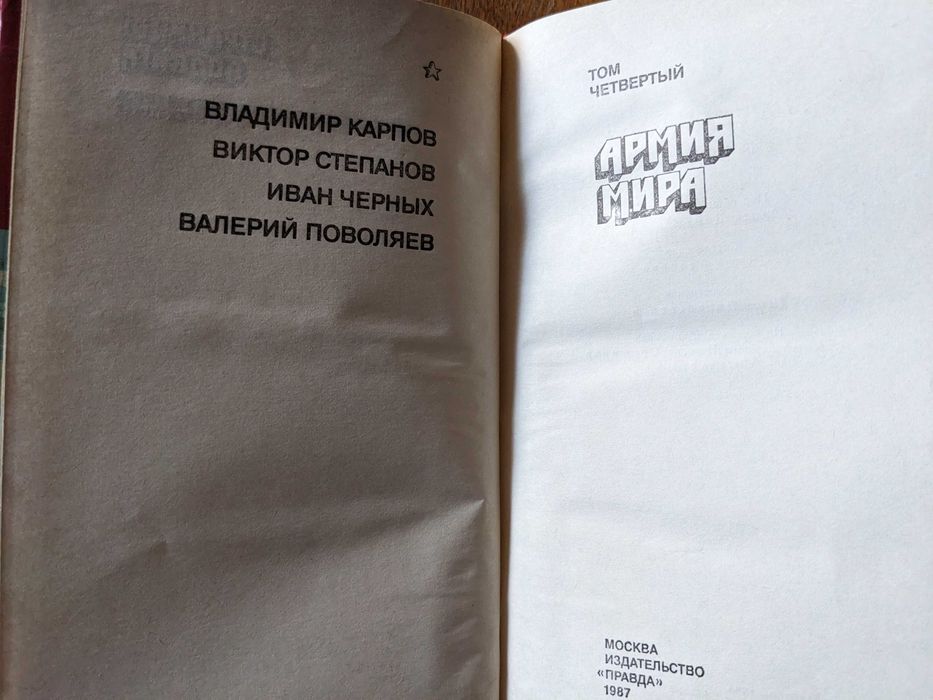 ВЛАДИМИР КАРПОВ
ВИКТОР СТЕПАНОВ
ИВАН ЧЕРНЫХ
ВАЛЕРИЙ ПОВОЛЯЕВ
ТОМ
ЧЕТВЕРТЫЙ
АРМИЯ
МИРА
МОСКВА
ИЗДАТЕЛЬСТВО
«ПРАВДА»
1987